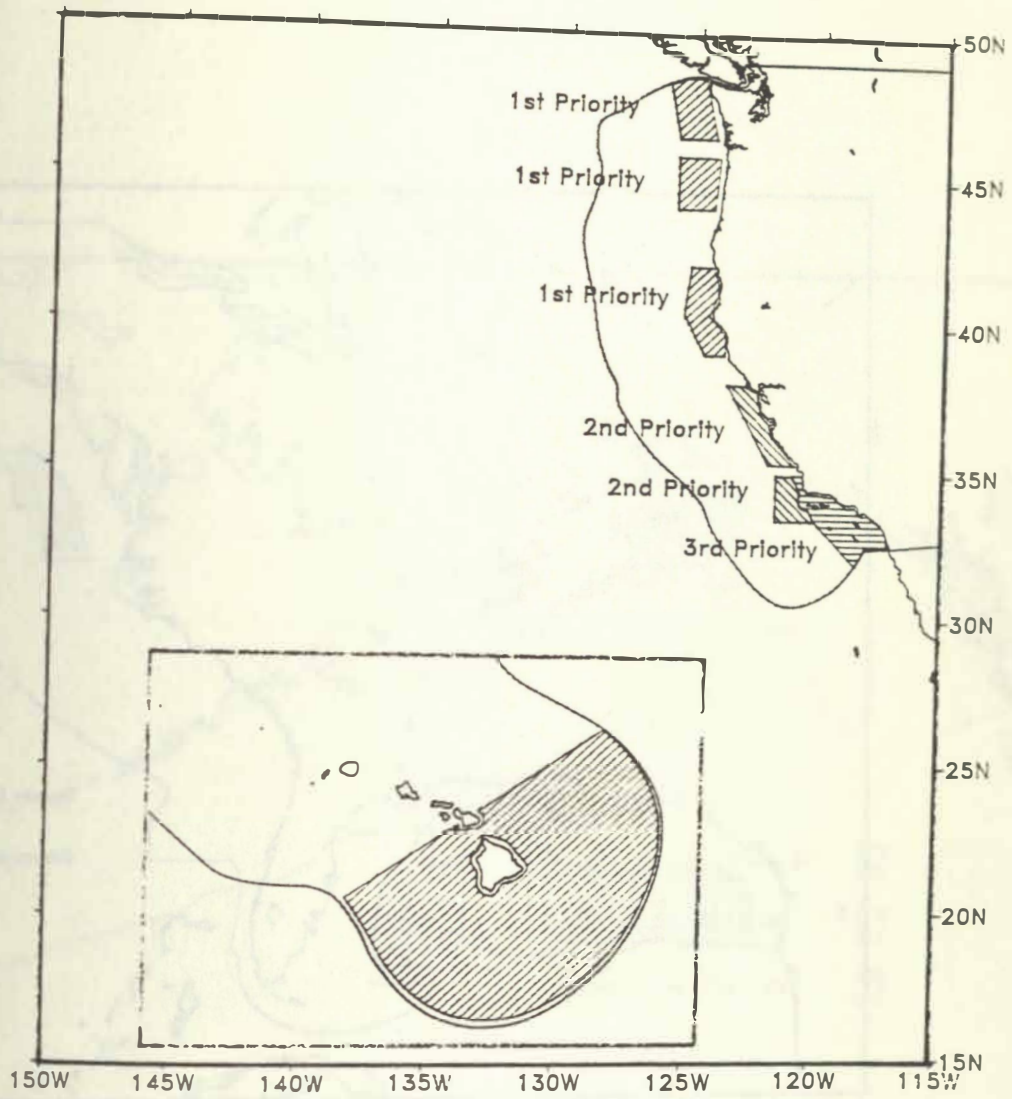 50N
1st Priority
1st Priority
45N
1st Priority
40N
2nd Priority
35N
2nd Priority
3rd Priority
30N
25N
20N
15N
150W 145W 140W 135W 130W 125W 120W 115W